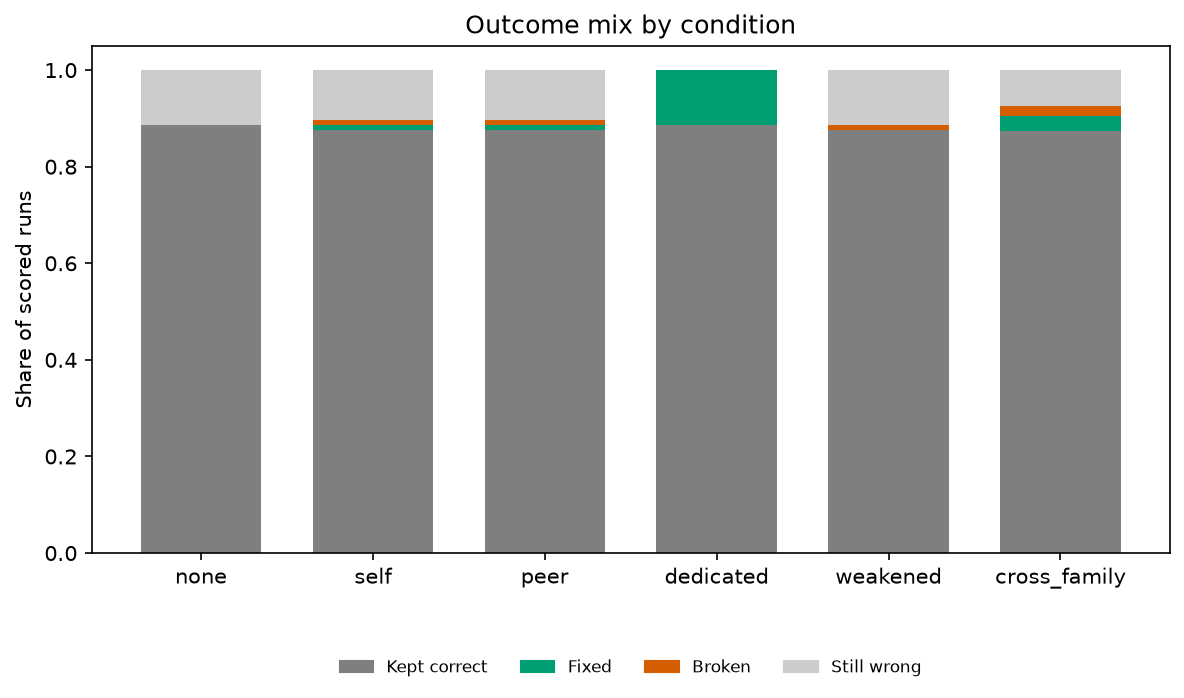 Outcome mix by condition
Share of scored runs
1.0
0.8
0.6
0.4
0.2
0.0
none self peer dedicated weakened cross_family
Kept correct Fixed Broken Still wrong